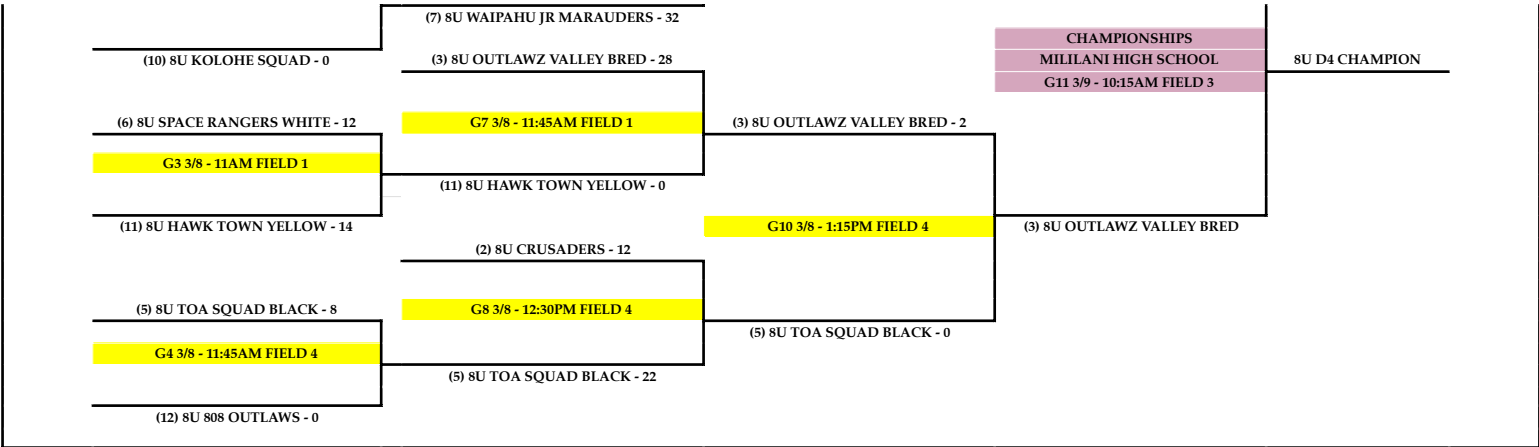 (7) 8U WAIPAHU JR MARAUDERS - 32
(10) 8U KOLOHE SQUAD - 0
(3) 8U OUTLAWZ VALLEY BRED - 28
CHAMPIONSHIPS
MILILANI HIGH SCHOOL
G11 3/9 - 10:15AM FIELD 3
8U D4 CHAMPION
(6) 8U SPACE RANGERS WHITE - 12
G7 3/8 - 11:45AM FIELD 1
(3) 8U OUTLAWZ VALLEY BRED - 2
G3 3/8 - 11AM FIELD 1
(11) 8U HAWK TOWN YELLOW - 0
(11) 8U HAWK TOWN YELLOW - 14
G10 3/8 - 1:15PM FIELD 4
(3) 8U OUTLAWZ VALLEY BRED
(2) 8U CRUSADERS - 12
(5) 8U TOA SQUAD BLACK - 8
G8 3/8 - 12:30PM FIELD 4
(5) 8U TOA SQUAD BLACK - 0
G4 3/8 - 11:45AM FIELD 4
(5) 8U TOA SQUAD BLACK - 22
(12) 8U 808 OUTLAWS - 0